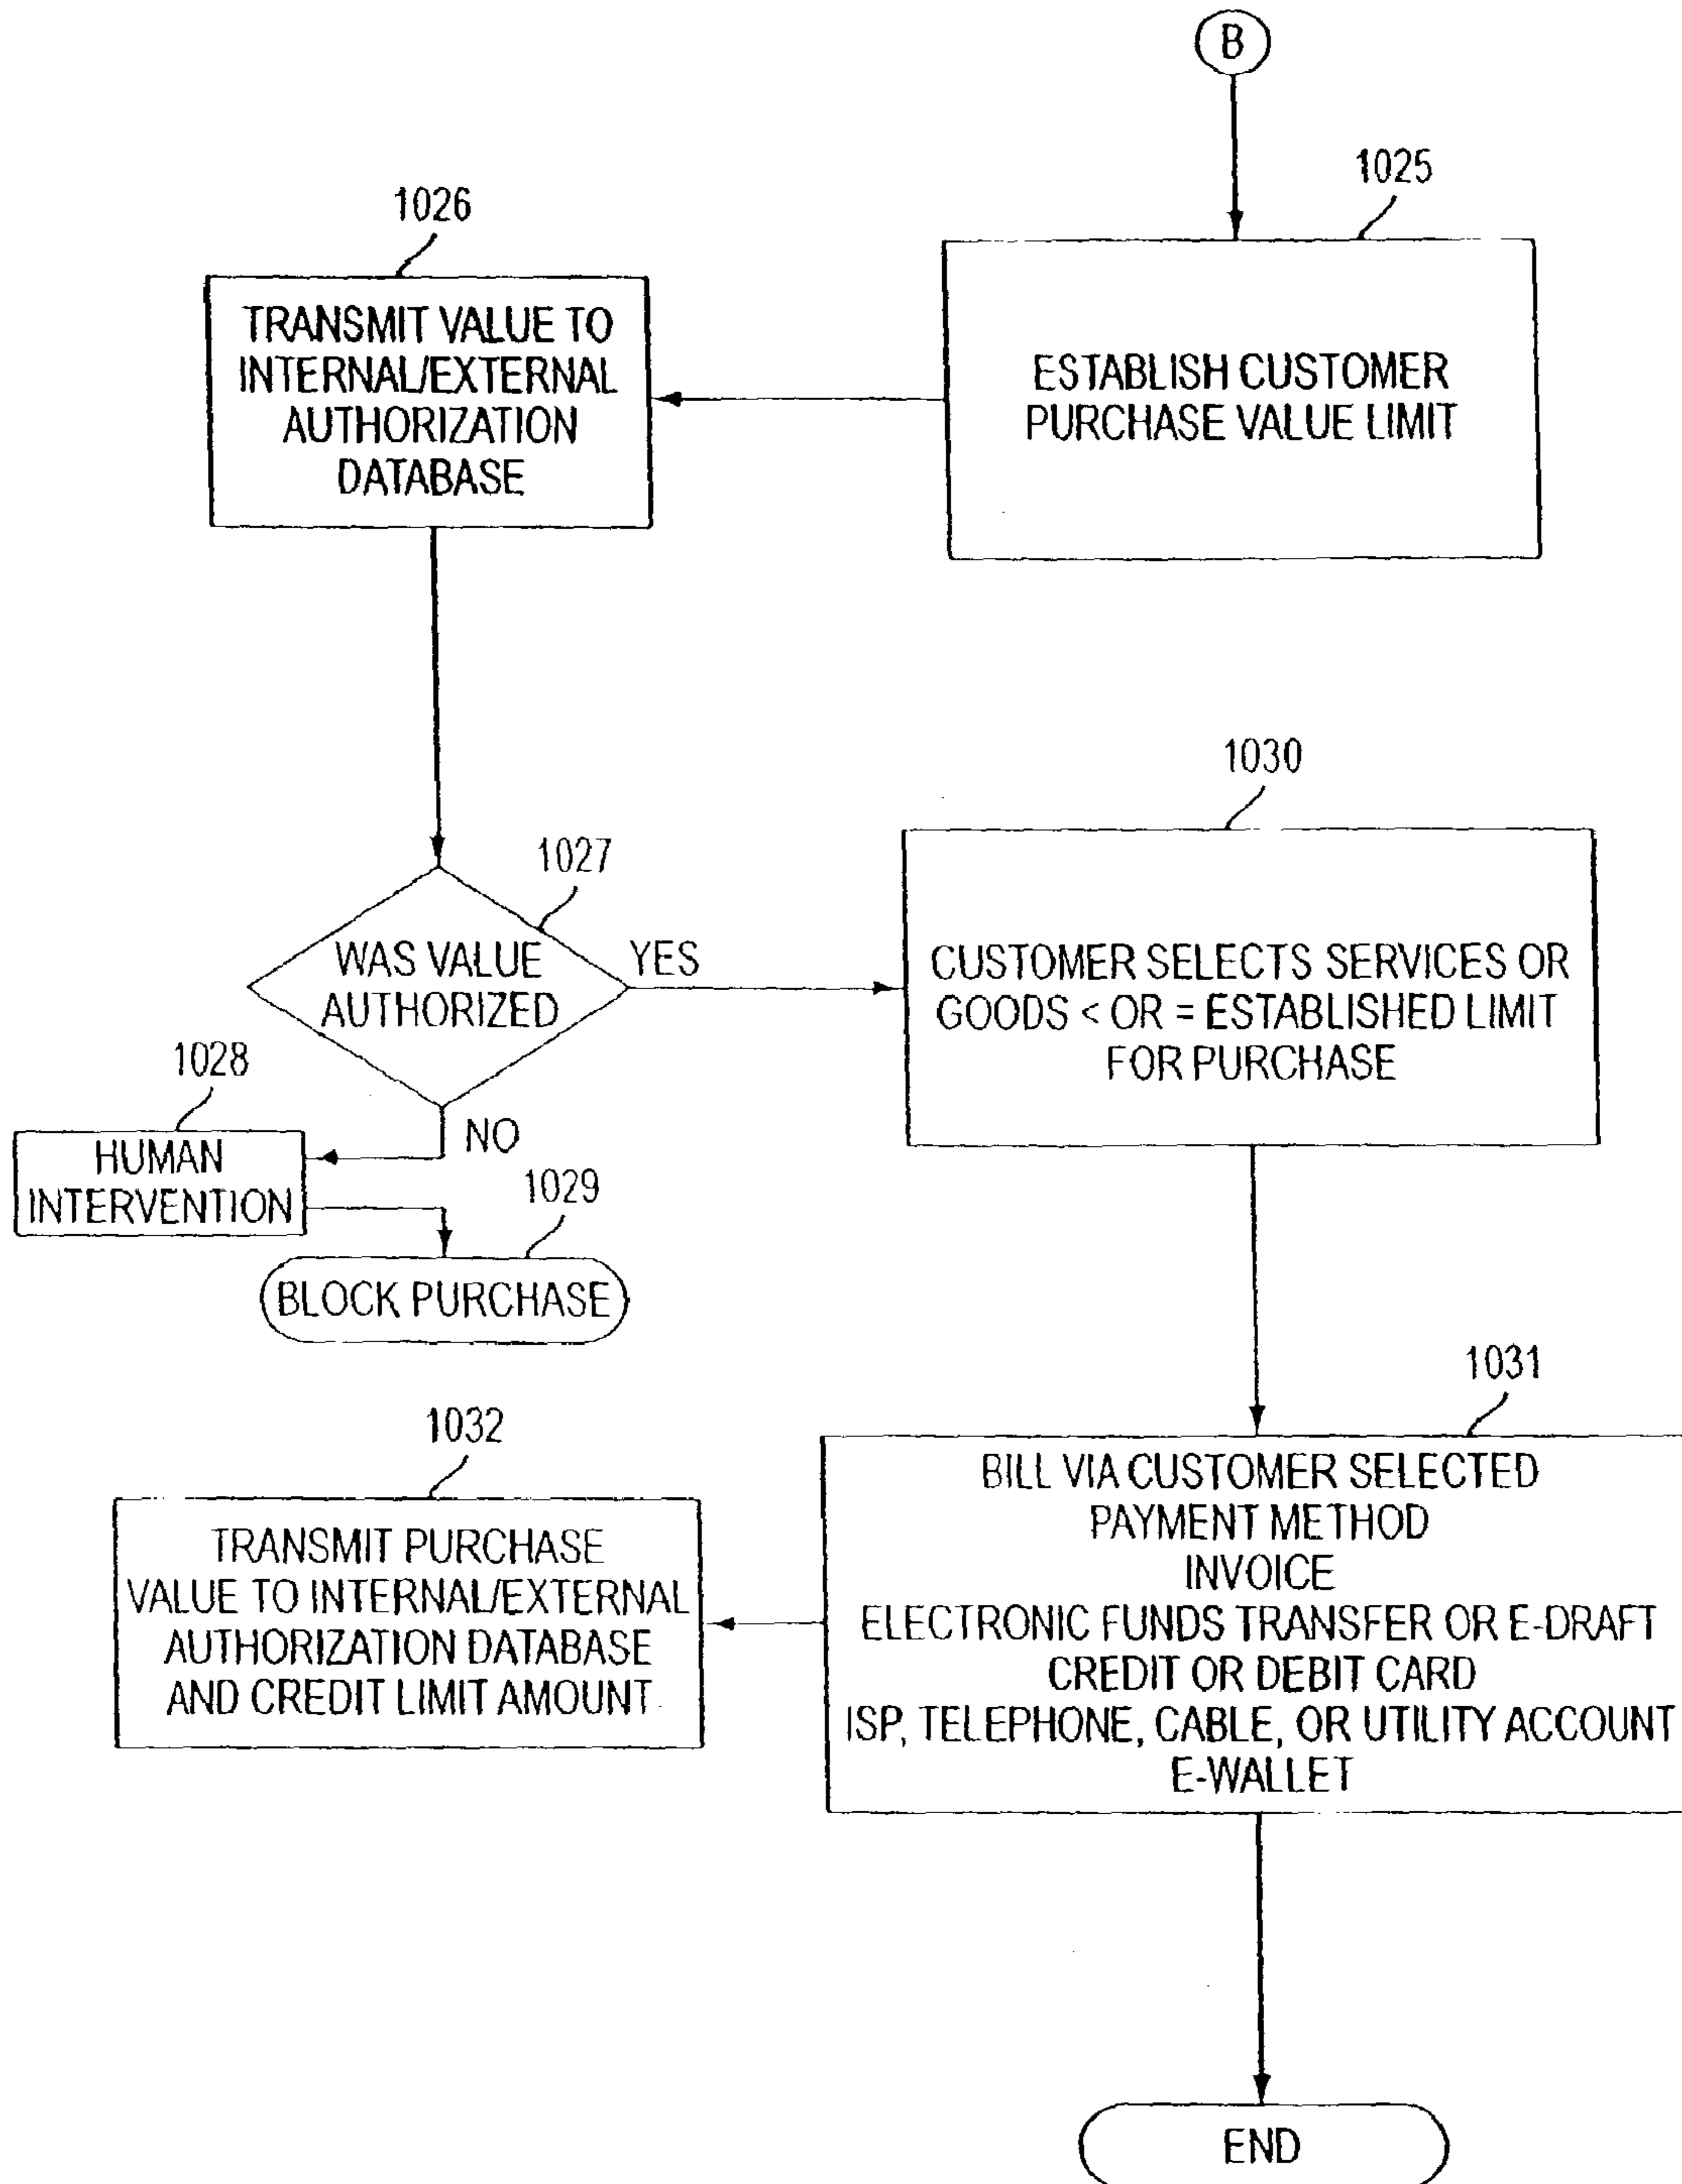 B
1025
ESTABLISH CUSTOMER
PURCHASE VALUE LIMIT
1026
TRANSMIT VALUE TO
INTERNAL/EXTERNAL
AUTHORIZATION
DATABASE
1027
WAS VALUE
AUTHORIZED
YES
NO
1028
HUMAN
INTERVENTION
1029
BLOCK PURCHASE
1030
CUSTOMER SELECTS SERVICES OR
GOODS < OR = ESTABLISHED LIMIT
FOR PURCHASE
1031
BILL VIA CUSTOMER SELECTED
PAYMENT METHOD
INVOICE
ELECTRONIC FUNDS TRANSFER OR E-DRAFT
CREDIT OR DEBIT CARD
ISP, TELEPHONE, CABLE, OR UTILITY ACCOUNT
E-WALLET
1032
TRANSMIT PURCHASE
VALUE TO INTERNAL/EXTERNAL
AUTHORIZATION DATABASE
AND CREDIT LIMIT AMOUNT
END